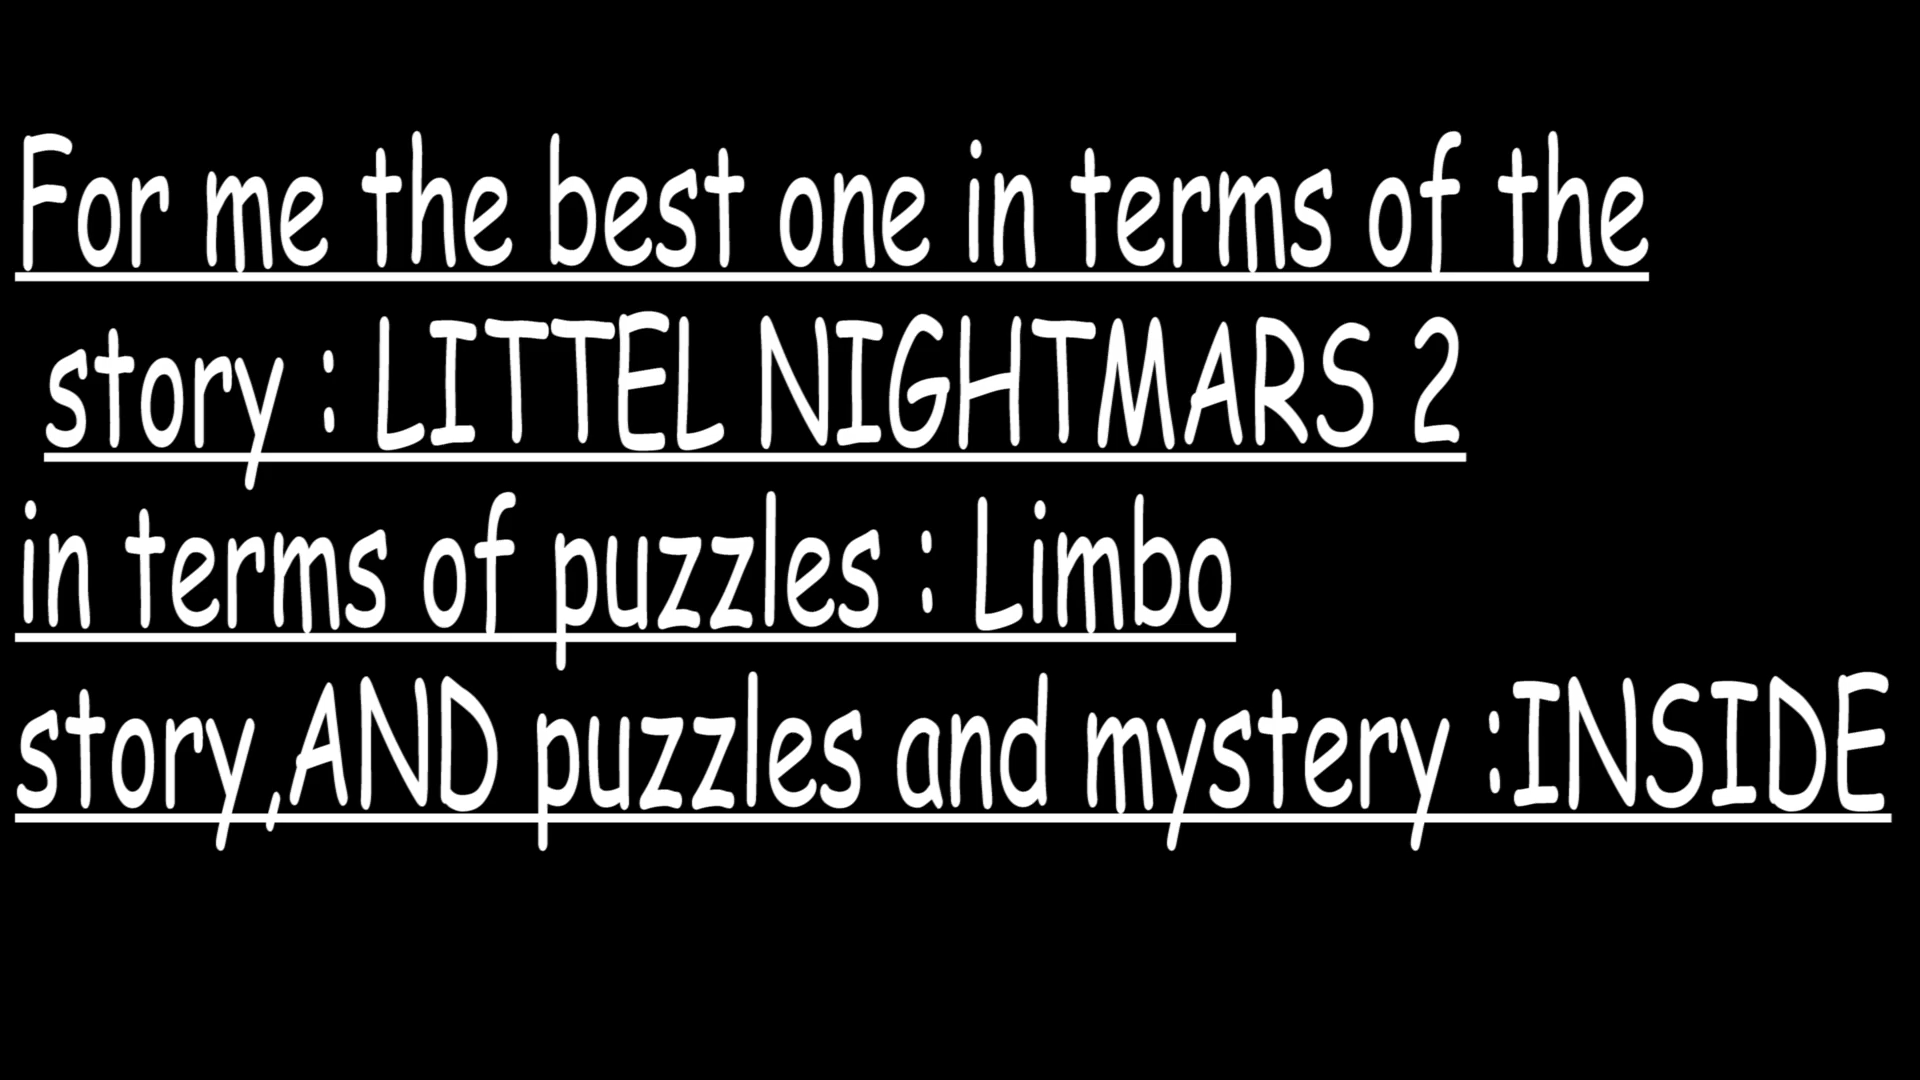 For me the best one in terms of the
story : LITTEL NIGHTMARS 2
in terms of puzzles : Limbo
story,AND puzzles and mystery :INSIDE